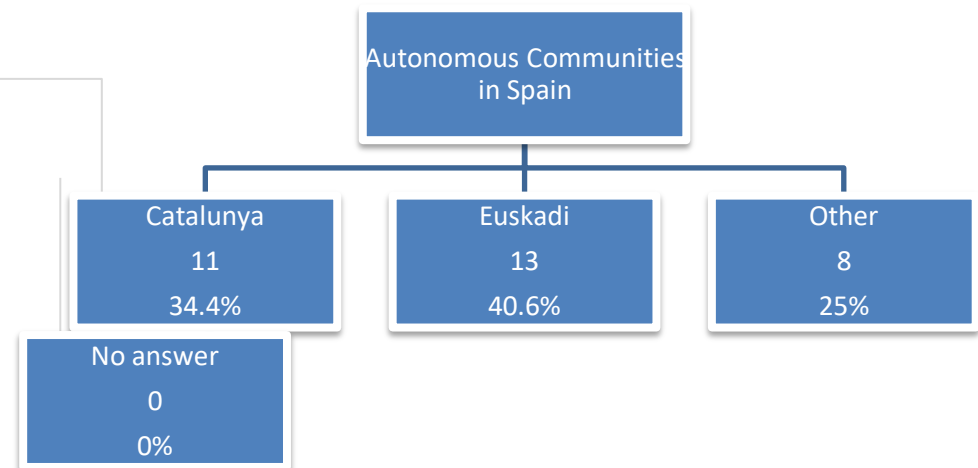 Autonomous Communities
in Spain
Catalunya
11
34.4%
Euskadi
13
40.6%
Other
8
25%
No answer
0
0%